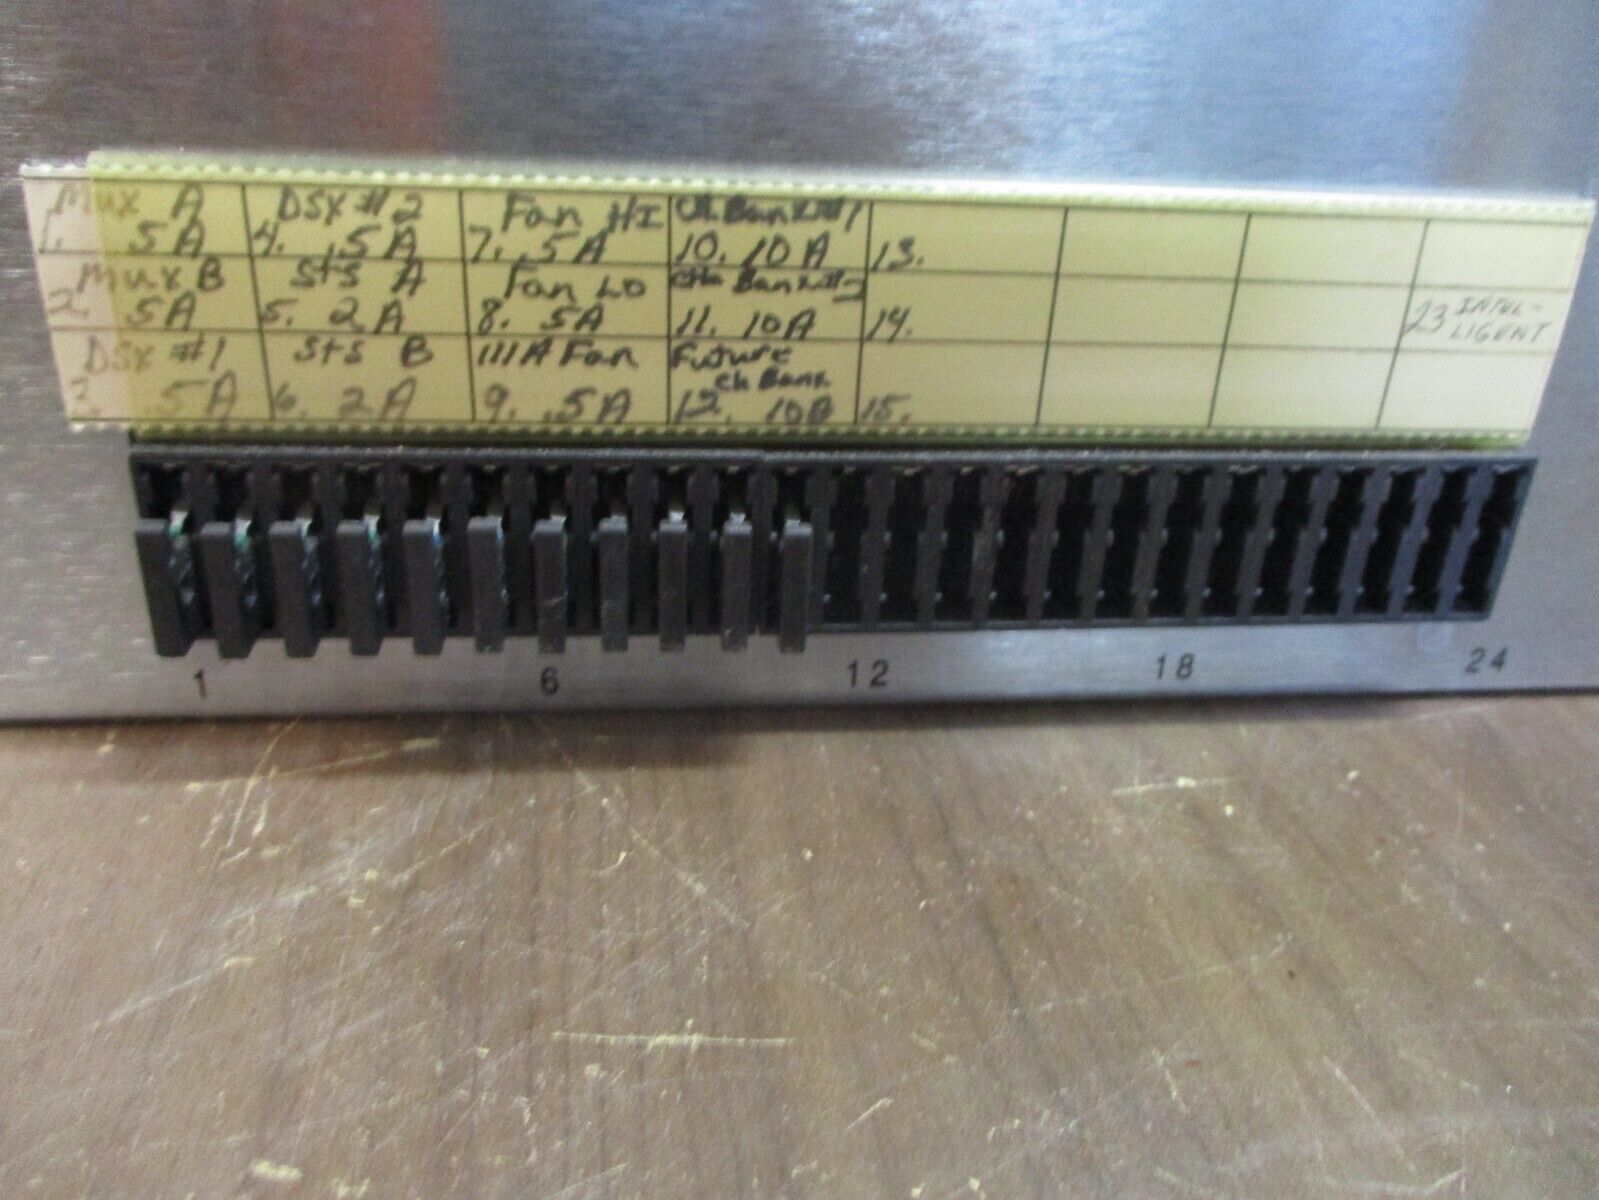 Mux A
1. 5A
Mux B
2. 5A
DSX #1
3. 5A
DSX #2
4. .5A
Sts A
5. 2A
Sts B
6. 2A
Fan HI
7. .5A
Fan LO
8. .5A
111A Fan
9. .5A
Ch Bank #1
10. 10A
Bank
11. 10A
Future
Ch Bank
12. 10A
13.
14.
15.
23 INTEL-
LIGENT
1 6 12 18 24